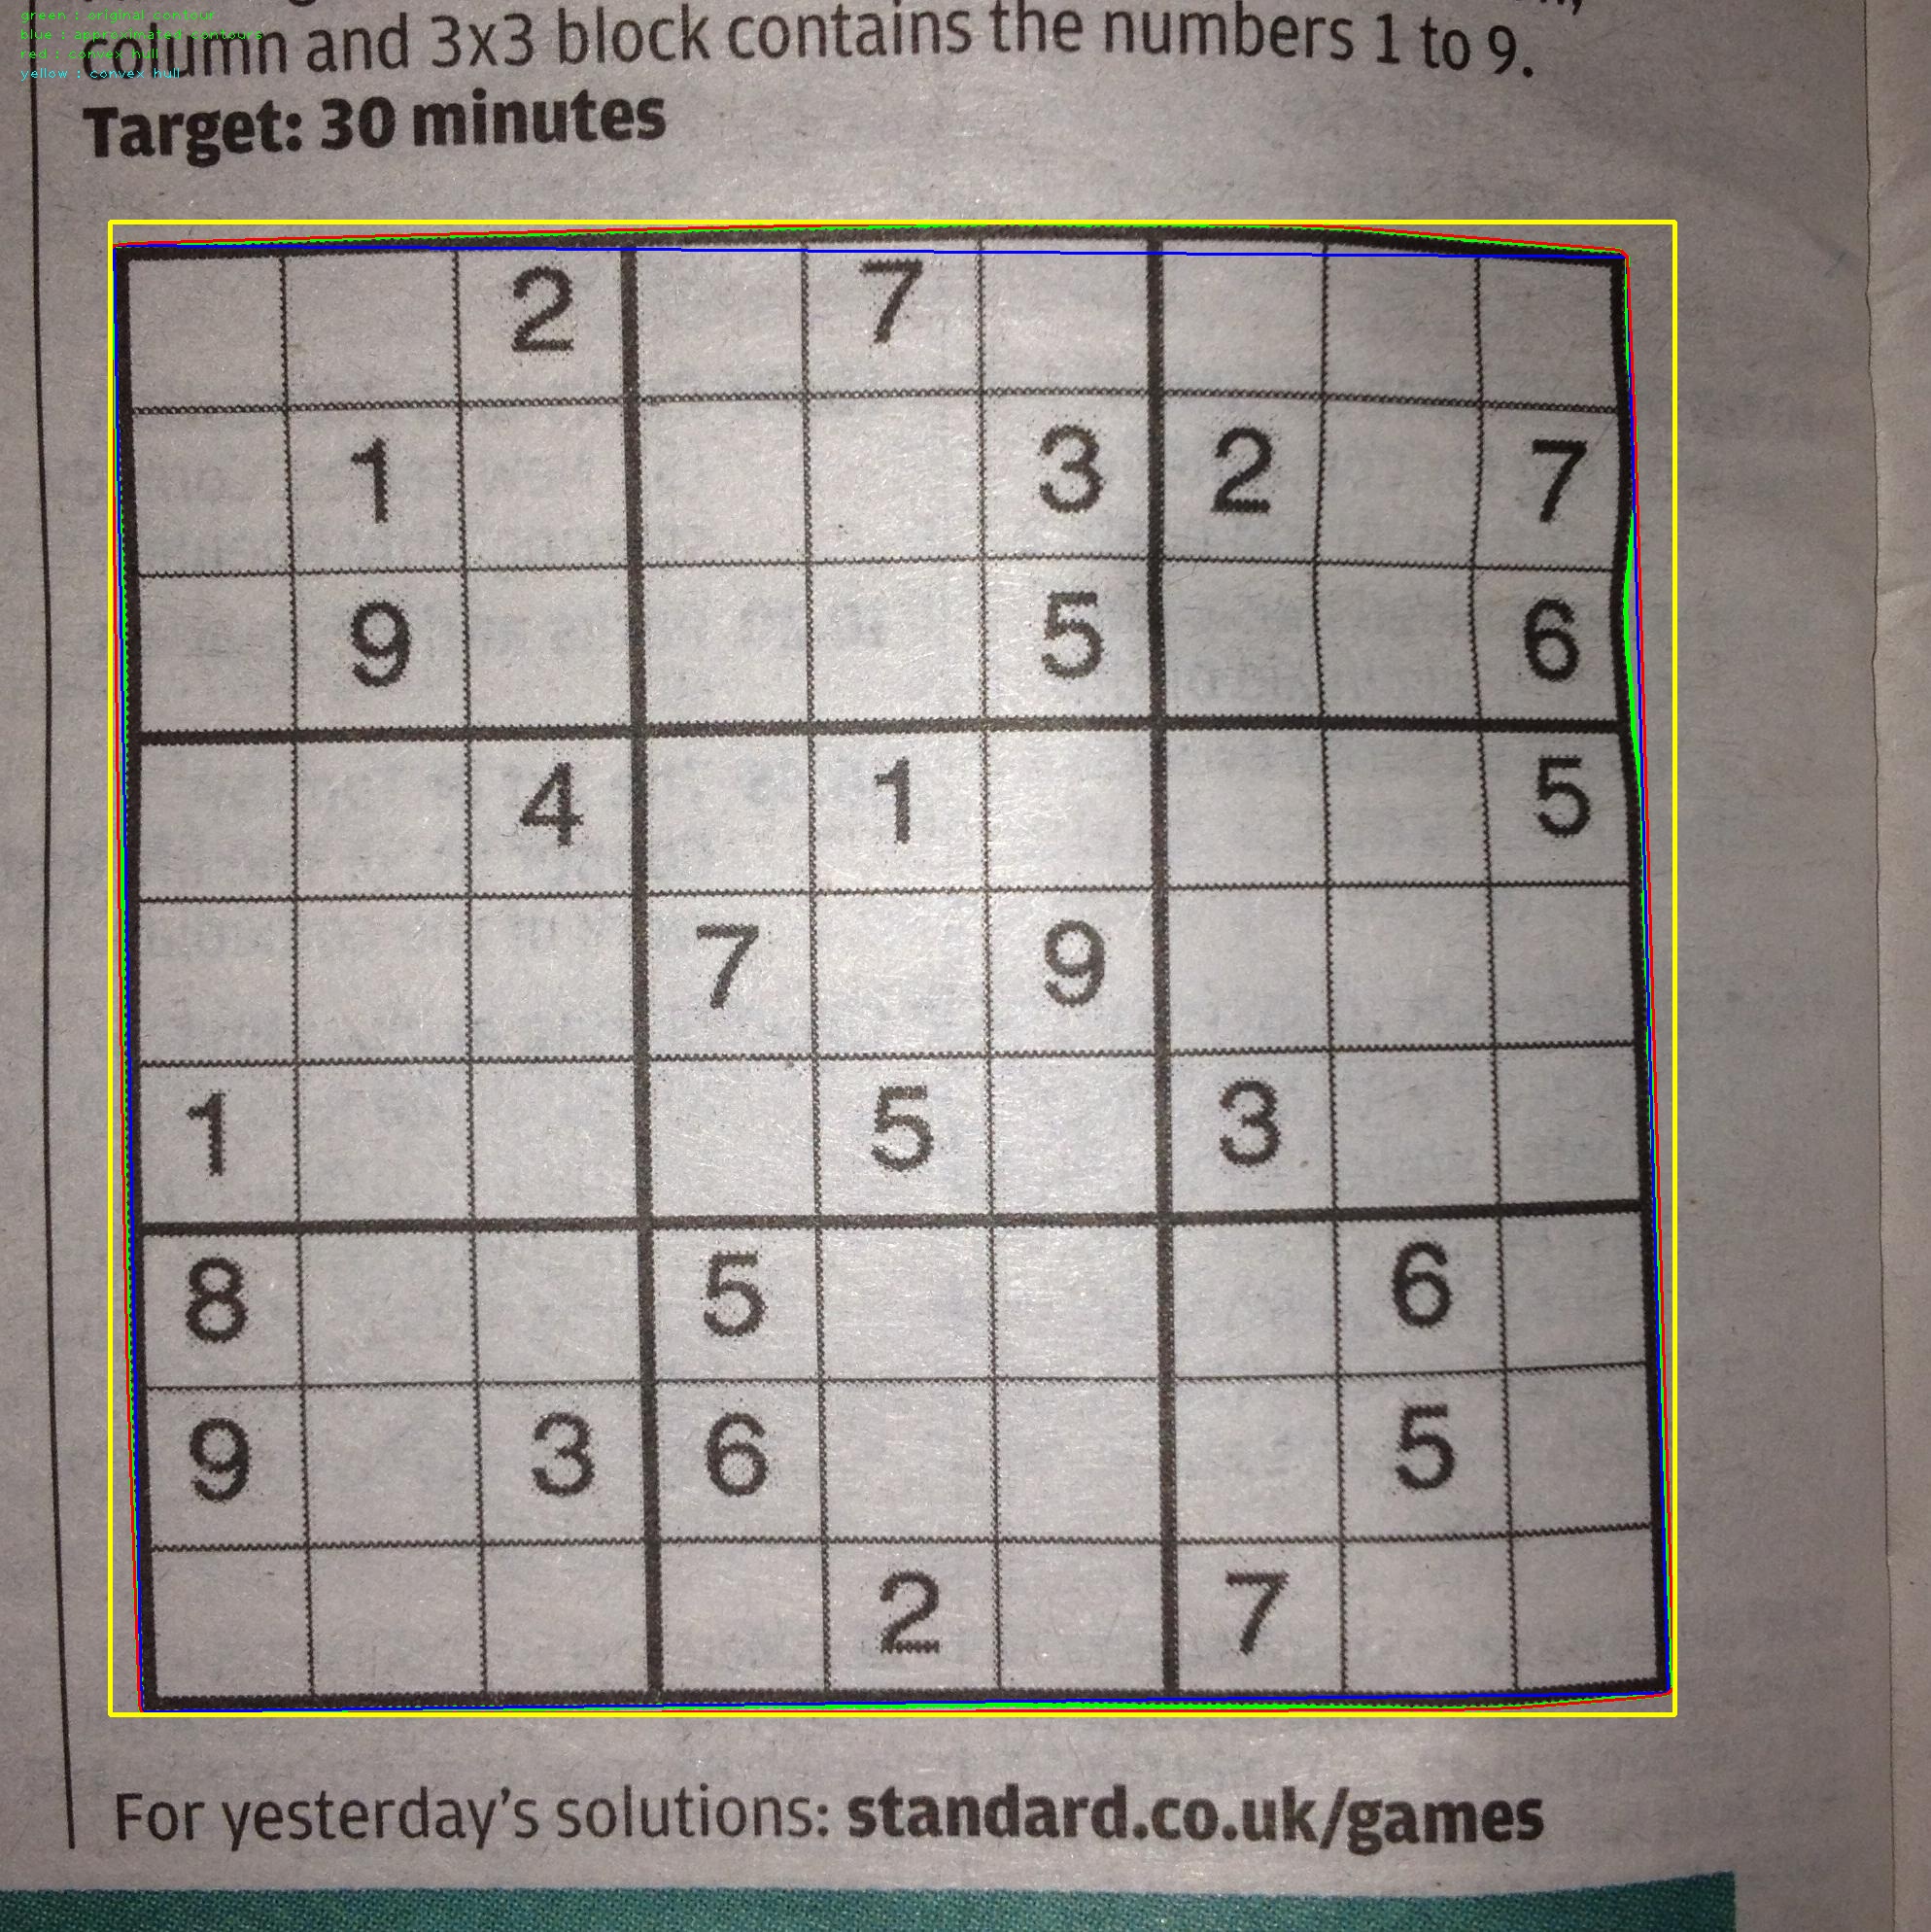 green : original contour
blue : approximated contours
red : convex hull
yellow : convex hull
column and 3x3 block contains the numbers 1 to 9.
Target: 30 minutes
2 7
1 3 2 7
9 5 6
4 1 5
7 9
1 5 3
8 5 6
9 3 6 5
2 7
For yesterday's solutions: standard.co.uk/games